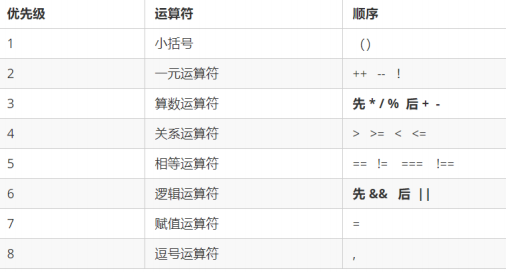 优先级 运算符 顺序
1 小括号 （）
2 一元运算符 ++ -- !
3 算数运算符 先 * / % 后 + -
4 关系运算符 > >= < <=
5 相等运算符 == != === !==
6 逻辑运算符 先 && 后 ||
7 赋值运算符 =
8 逗号运算符 ,